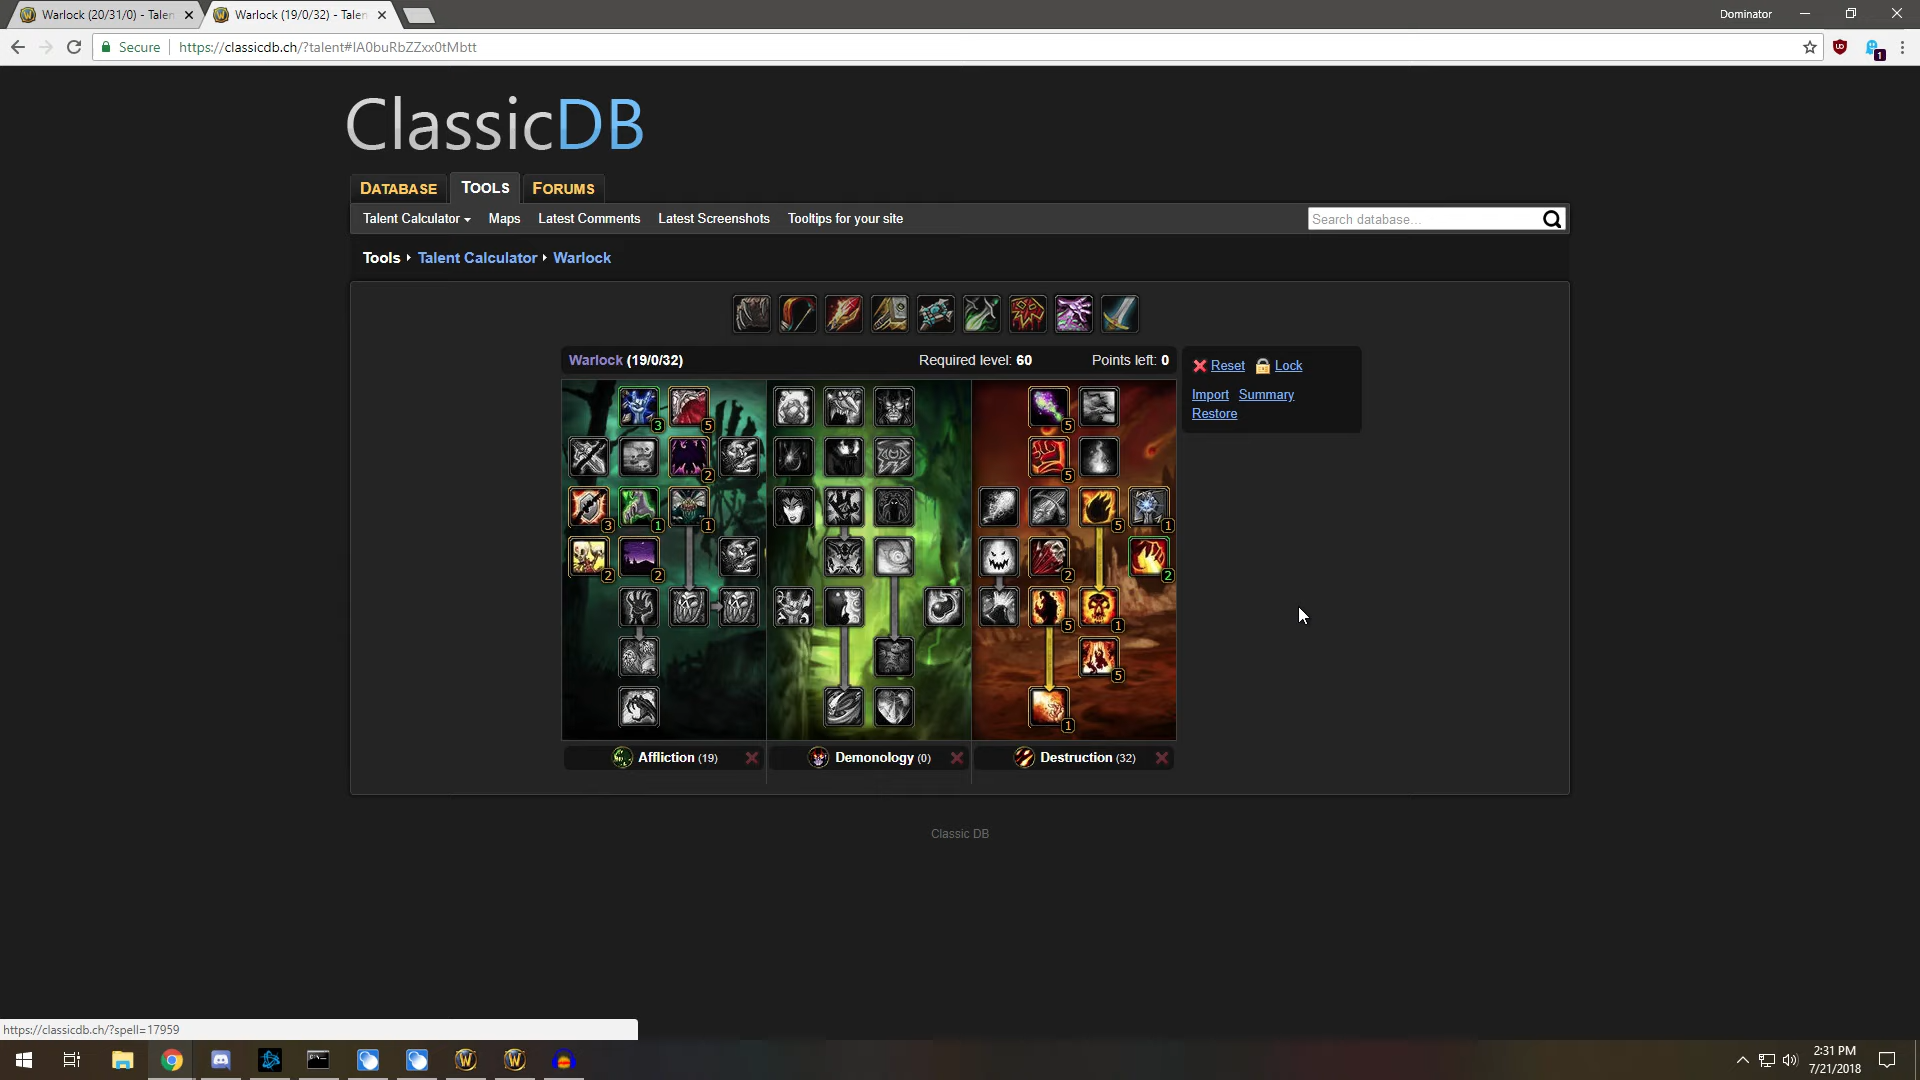 Warlock (20/31/0) - Talen
Warlock (19/0/32) - Talen
Dominator
Secure
https://classicdb.ch/?talent#IA0buRbZZxx0tMbtt
1
ClassicDB
DATABASE
TOOLS
FORUMS
Talent Calculator
Maps
Latest Comments
Latest Screenshots
Tooltips for your site
Search database...
Tools
Talent Calculator
Warlock
Warlock (19/0/32)
Required level: 60
Points left: 0
Reset
Lock
Import
Summary
Restore
3 5 5
2 5
3 1 1 5 1
2 2 2 2
5 1
5
1
Affliction (19)
Demonology (0)
Destruction (32)
Classic DB
https://classicdb.ch/?spell=17959
2:31 PM
7/21/2018